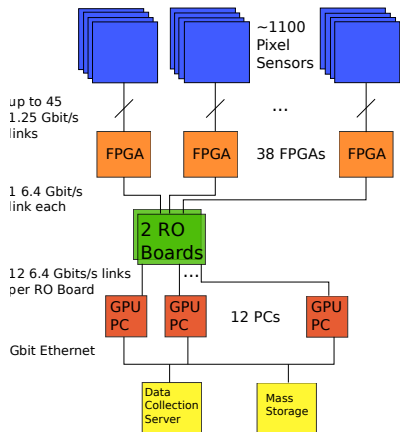 ~1100
Pixel
Sensors
up to 45
1.25 Gbit/s
links
...
FPGA
FPGA
38 FPGAs
FPGA
1 6.4 Gbit/s
link each
2 RO
Boards
12 6.4 Gbits/s links
per RO Board
...
GPU
PC
GPU
PC
12 PCs
GPU
PC
Gbit Ethernet
Data
Collection
Server
Mass
Storage